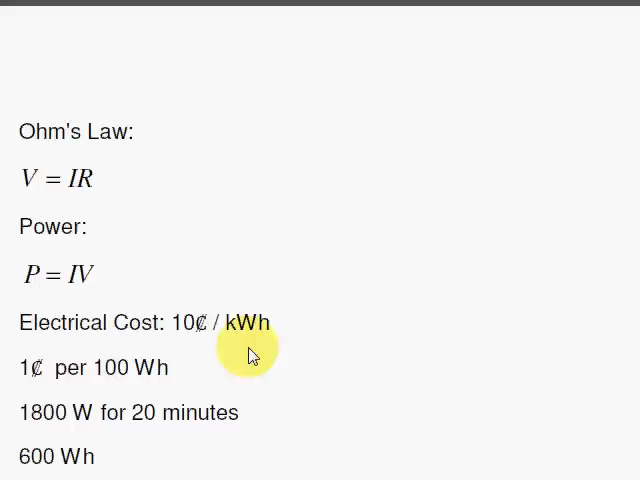 Ohm's Law:
V = IR
Power:
P = IV
Electrical Cost: 10₡ / kWh
1₡ per 100 Wh
1800 W for 20 minutes
600 Wh